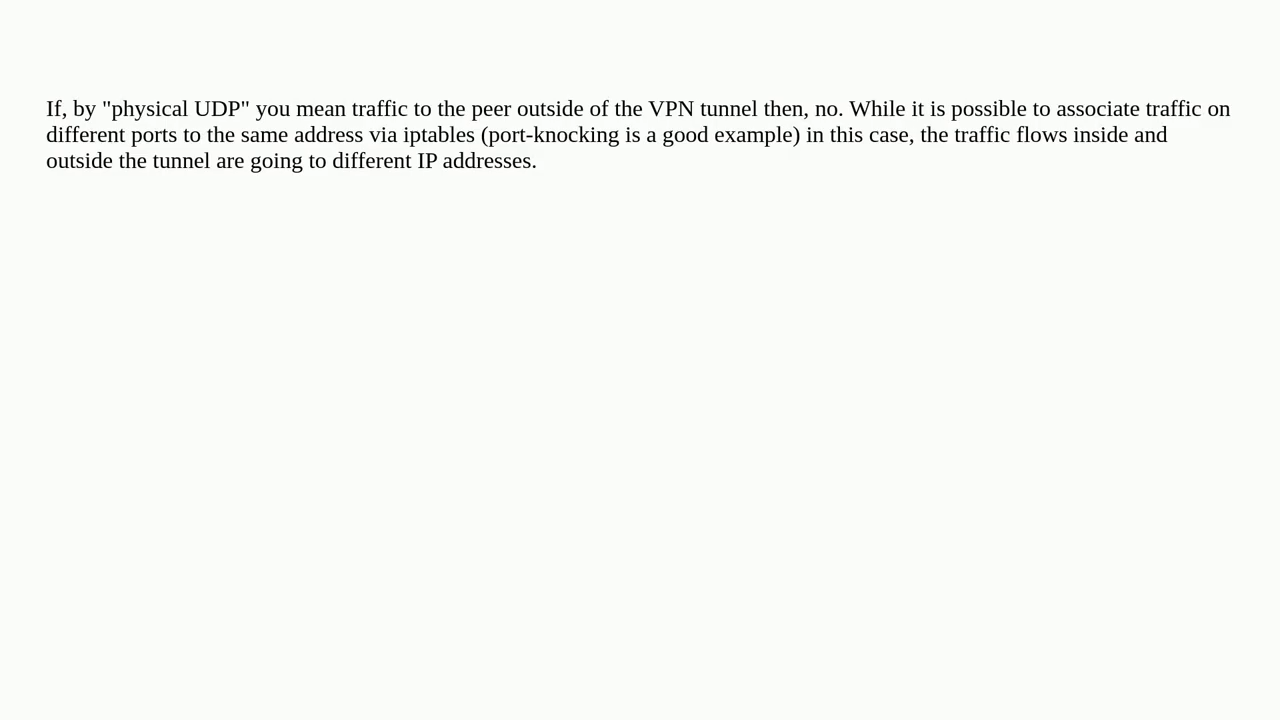 If, by "physical UDP" you mean traffic to the peer outside of the VPN tunnel then, no. While it is possible to associate traffic on
different ports to the same address via iptables (port-knocking is a good example) in this case, the traffic flows inside and
outside the tunnel are going to different IP addresses.